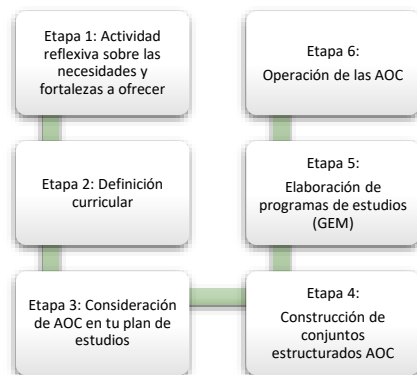 Etapa 1: Actividad
reflexiva sobre las
necesidades y
fortalezas a ofrecer
Etapa 2: Definición
curricular
Etapa 3: Consideración
de AOC en tu plan de
estudios
Etapa 4:
Construcción de
conjuntos
estructurados AOC
Etapa 5:
Elaboración de
programas de estudios
(GEM)
Etapa 6:
Operación de las AOC